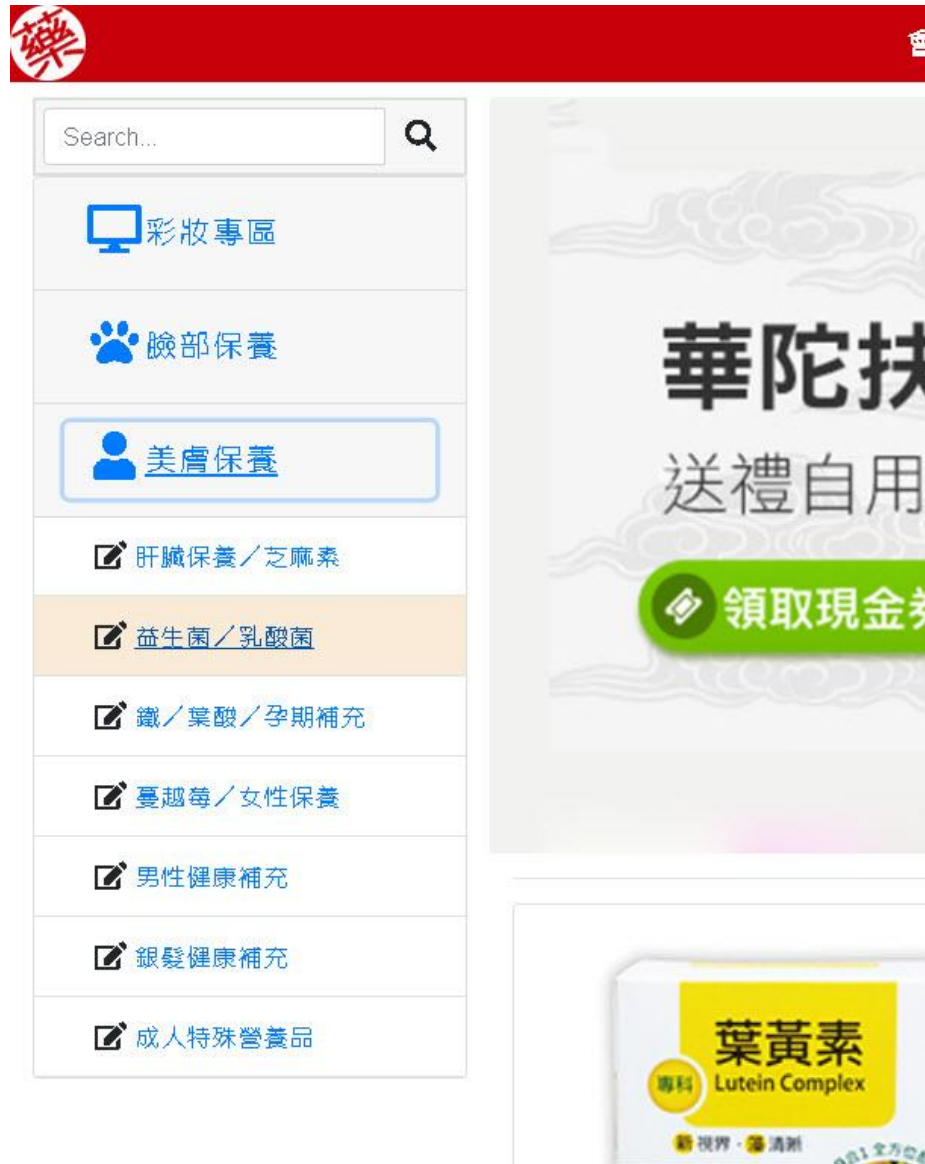 藥
Search...
彩妝專區
臉部保養
美膚保養
肝臟保養／芝麻素
益生菌／乳酸菌
鐵／葉酸／孕期補充
蔓越莓／女性保養
男性健康補充
銀髮健康補充
成人特殊營養品
華陀扶
送禮自用
領取現金券
葉黃素
專科
Lutein Complex
新視界·藻清晰